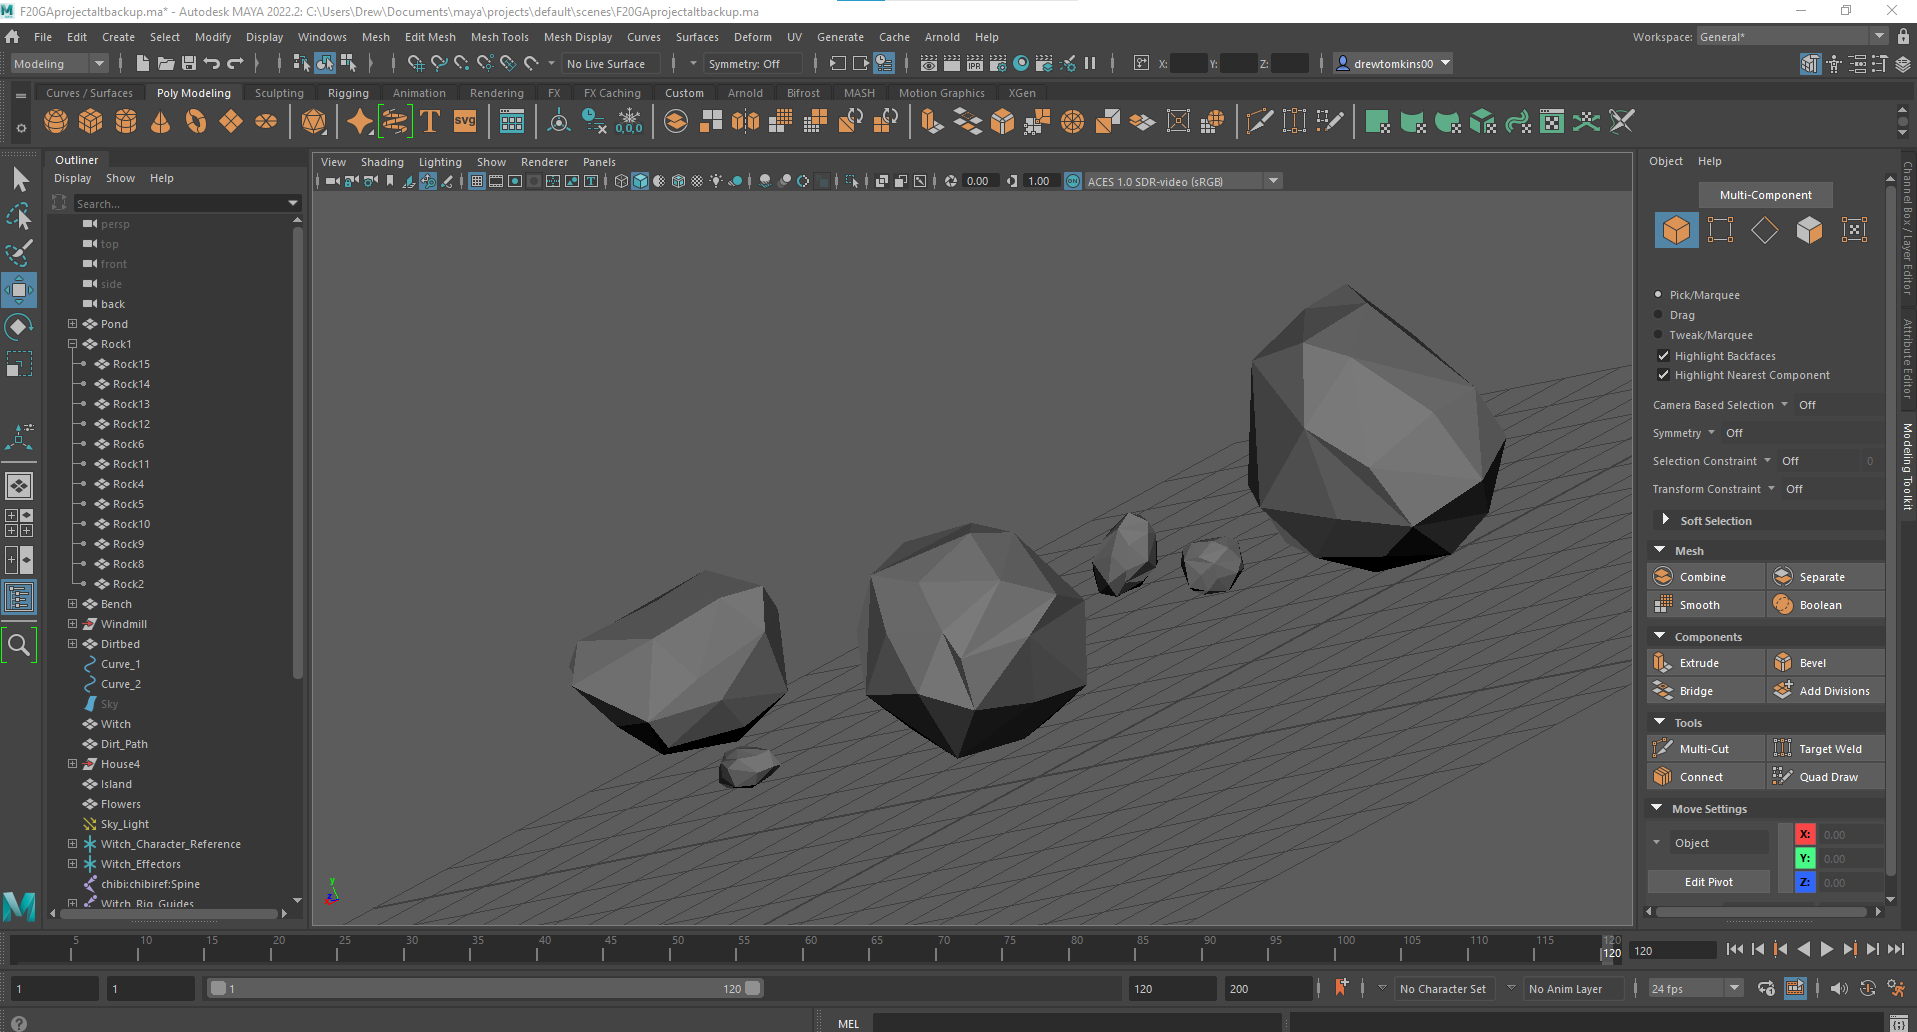 F20GAprojectaltbackup.ma* - Autodesk MAYA 2022.2: C:\Users\Drew\Documents\maya\projects\default\scenes\F20GAprojectaltbackup.ma
File Edit Create Select Modify Display Windows Mesh Edit Mesh Mesh Tools Mesh Display Curves Surfaces Deform UV Generate Cache Arnold Help Workspace: General*
Modeling No Live Surface Symmetry: Off X: Y: Z: drewtomkins00
Curves / Surfaces Poly Modeling Sculpting Rigging Animation Rendering FX FX Caching Custom Arnold Bifrost MASH Motion Graphics XGen
T SVG 0,0,0
Outliner
Display Show Help
Search...
persp
top
front
side
back
Pond
Rock1
Rock15
Rock14
Rock13
Rock12
Rock6
Rock11
Rock4
Rock5
Rock10
Rock9
Rock8
Rock2
Bench
Windmill
Dirtbed
Curve_1
Curve_2
Sky
Witch
Dirt_Path
House4
Island
Flowers
Sky_Light
Witch_Character_Reference
Witch_Effectors
chibi:chibiref:Spine
Witch_Rig_Guides
View Shading Lighting Show Renderer Panels
0.00 1.00 ON ACES 1.0 SDR-video (sRGB)
y
z
x
Object Help
Multi-Component
Pick/Marquee
Drag
Tweak/Marquee
Highlight Backfaces
Highlight Nearest Component
Camera Based Selection Off
Symmetry Off
Selection Constraint Off 0
Transform Constraint Off
Soft Selection
Mesh
Combine Separate
Smooth Boolean
Components
Extrude Bevel
Bridge Add Divisions
Tools
Multi-Cut Target Weld
Connect Quad Draw
Move Settings
Object X: 0.00
Y: 0.00
Edit Pivot Z: 0.00
Channel Box / Layer Editor
Attribute Editor
Modeling Toolkit
5 10 15 20 25 30 35 40 45 50 55 60 65 70 75 80 85 90 95 100 105 110 115 120
120 120
1 1 1 120 120 200 No Character Set No Anim Layer 24 fps
MEL